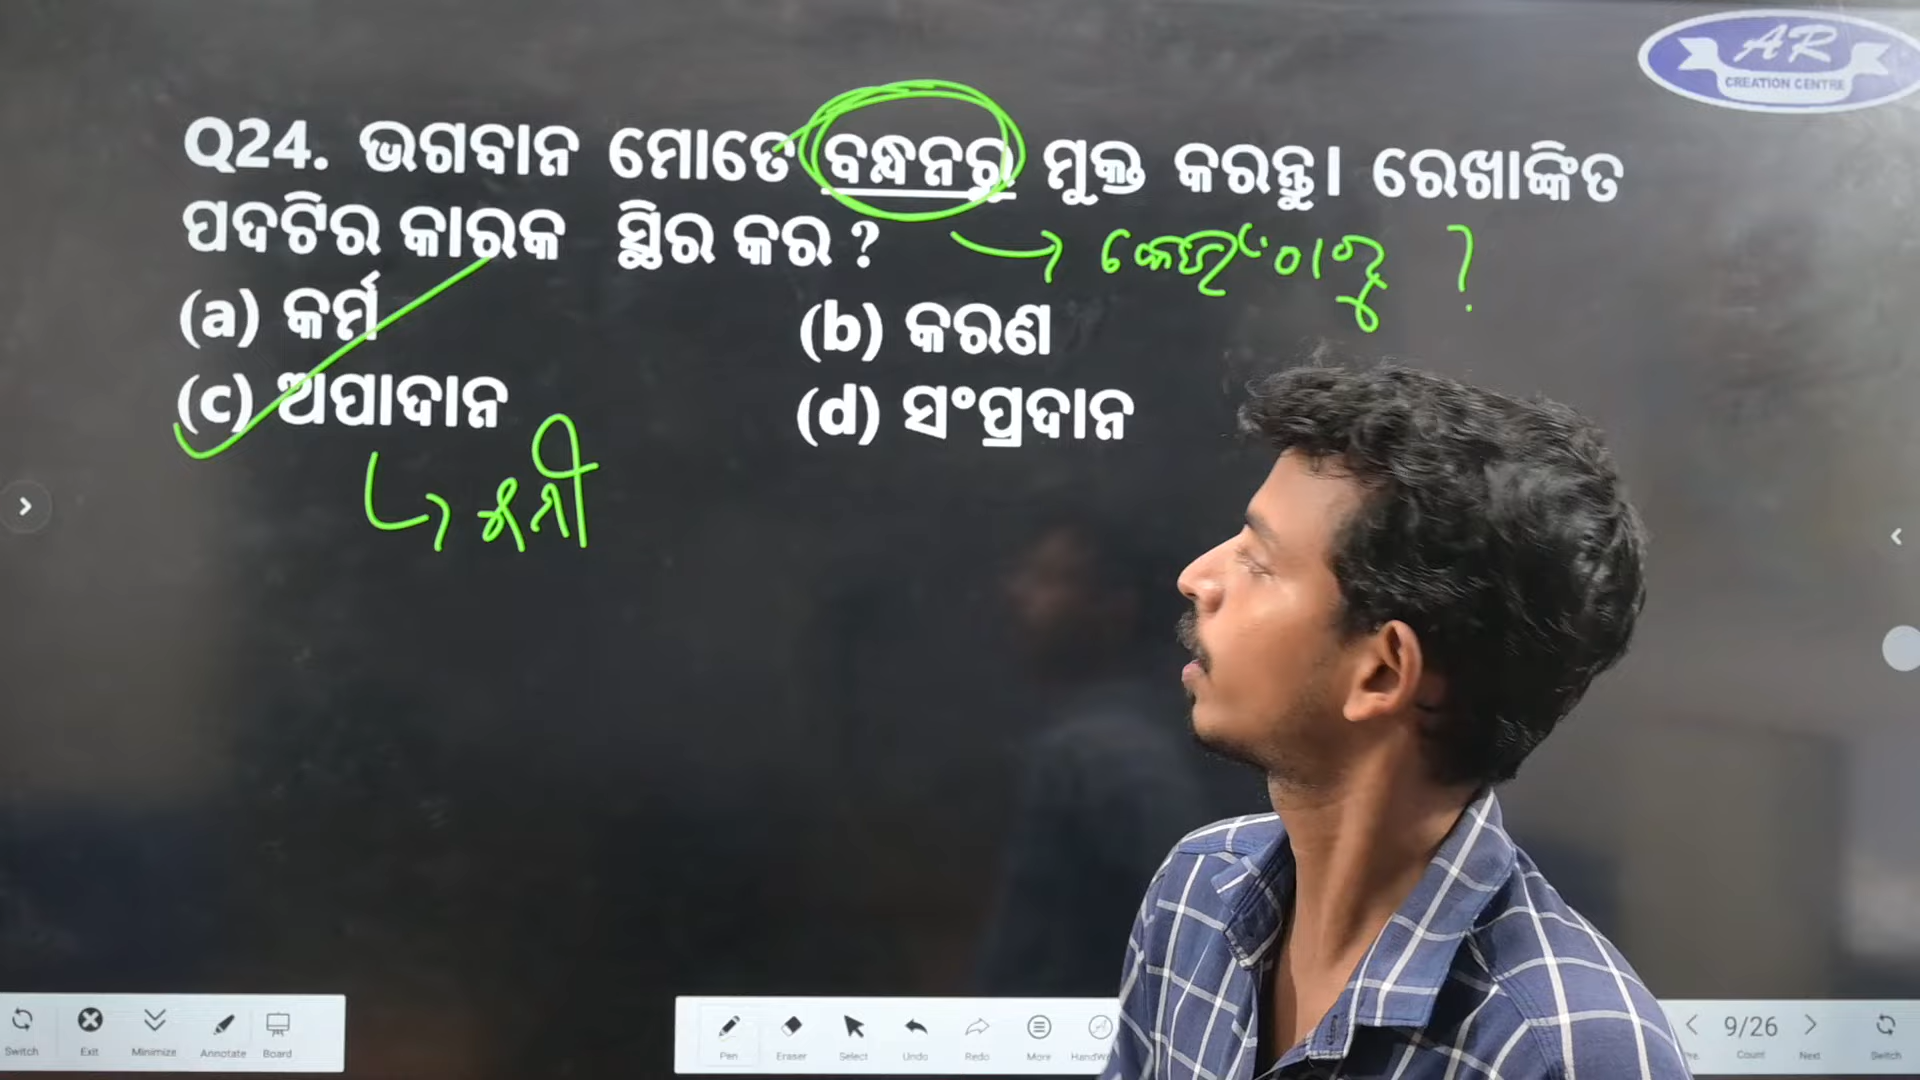 AR
CREATION CENTRE
Q24. ଭଗବାନ ମୋତେ ବନ୍ଧନରୁ ମୁକ୍ତ କରନ୍ତୁ। ରେଖାଙ୍କିତ
ପଦଟିର କାରକ ସ୍ଥିର କର ?
→ କେଉଁଠାରୁ ?
(a) କର୍ମ (b) କରଣ
(c) ଅପାଦାନ (d) ସଂପ୍ରଦାନ
Switch Exit Minimize Annotate Board Pen Eraser Select Undo Redo More 9/26 Count Next Switch